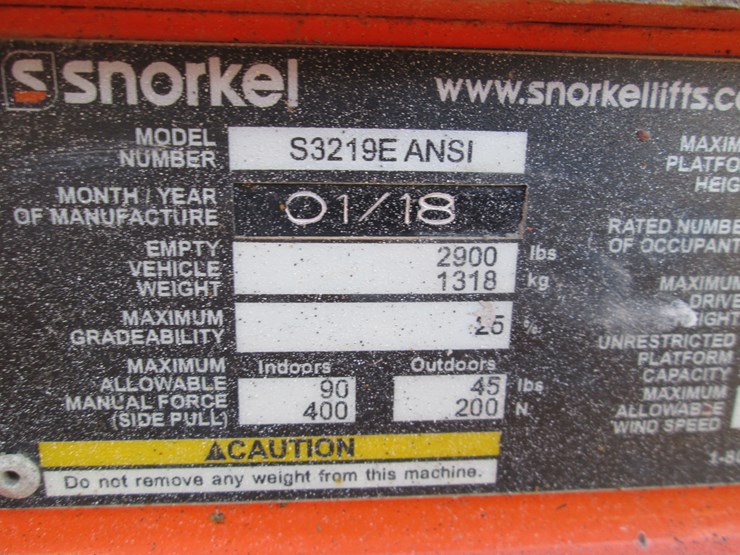 S snorkel
www.snorkellifts.c
MODEL NUMBER S3219E ANSI
MONTH / YEAR OF MANUFACTURE 01/18
EMPTY VEHICLE WEIGHT 2900 lbs 1318 kg
MAXIMUM GRADEABILITY 25 %
MAXIMUM ALLOWABLE MANUAL FORCE (SIDE PULL)
Indoors Outdoors
90 45 lbs
400 200 N
⚠CAUTION
Do not remove any weight from this machine.
MAXIM
PLATFO
HEIG
RATED NUMBE
OF OCCUPANT
MAXIMUM
DRIVE
UNRESTRICTED
PLATFORM
CAPACITY
MAXIMUM
ALLOWABLE
WIND SPEED